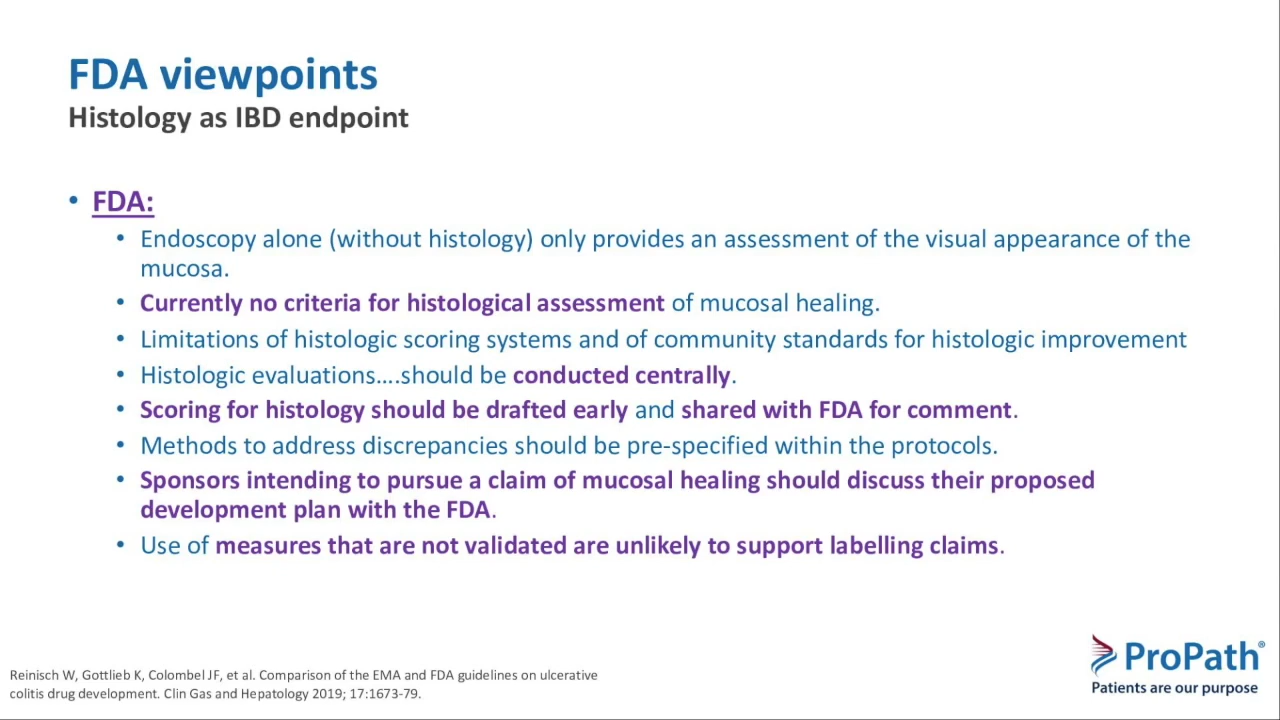 FDA viewpoints
Histology as IBD endpoint
• FDA:
• Endoscopy alone (without histology) only provides an assessment of the visual appearance of the
mucosa.
• Currently no criteria for histological assessment of mucosal healing.
• Limitations of histologic scoring systems and of community standards for histologic improvement
• Histologic evaluations….should be conducted centrally.
• Scoring for histology should be drafted early and shared with FDA for comment.
• Methods to address discrepancies should be pre-specified within the protocols.
• Sponsors intending to pursue a claim of mucosal healing should discuss their proposed
development plan with the FDA.
• Use of measures that are not validated are unlikely to support labelling claims.
Reinisch W, Gottlieb K, Colombel JF, et al. Comparison of the EMA and FDA guidelines on ulcerative
colitis drug development. Clin Gas and Hepatology 2019; 17:1673-79.
ProPath®
Patients are our purpose